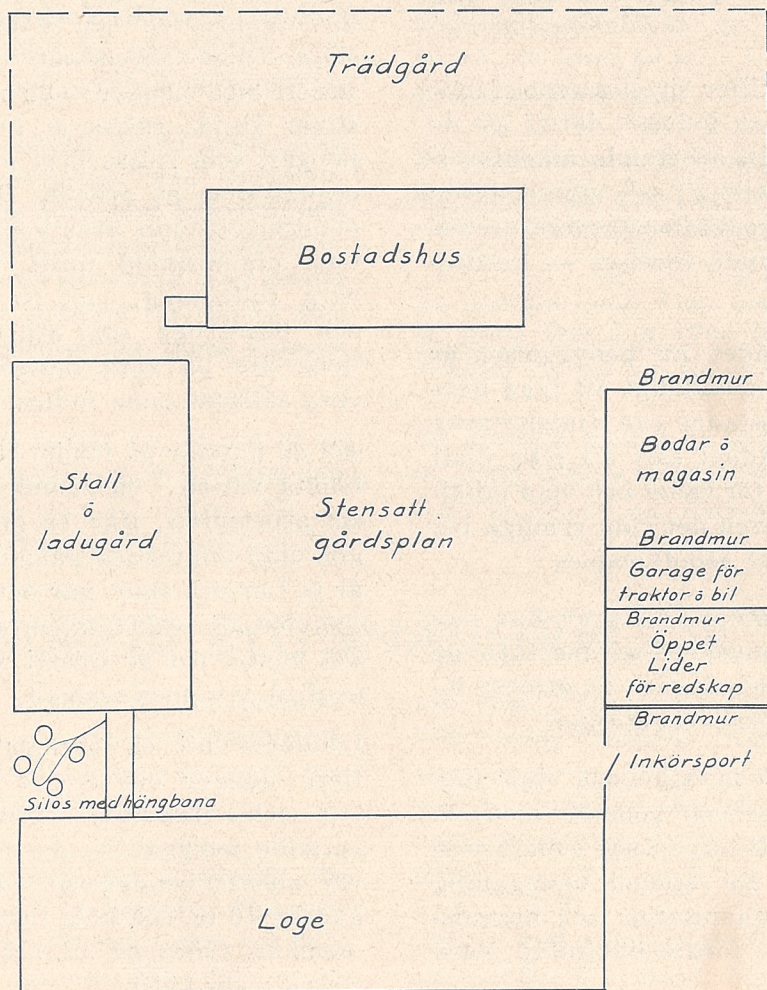 Trädgård
Bostadshus
Brandmur
Bodar ö
magasin
Brandmur
Stall
ö
ladugård
Stensatt.
gårdsplan
Garage för
traktor ö bil
Brandmur
Öppet
Lider
för redskap
Brandmur
Inkörsport
Silos med hängbana
Loge